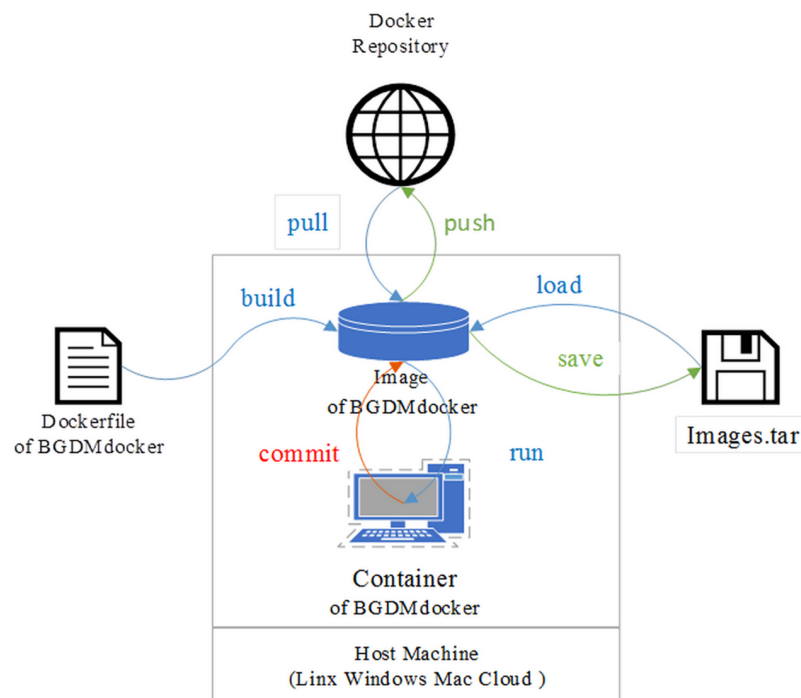 Docker
Repository
pull
push
build
load
save
Image
of BGDMdocker
Dockerfile
of BGDMdocker
Images.tar
commit
run
Container
of BGDMdocker
Host Machine
(Linx Windows Mac Cloud )